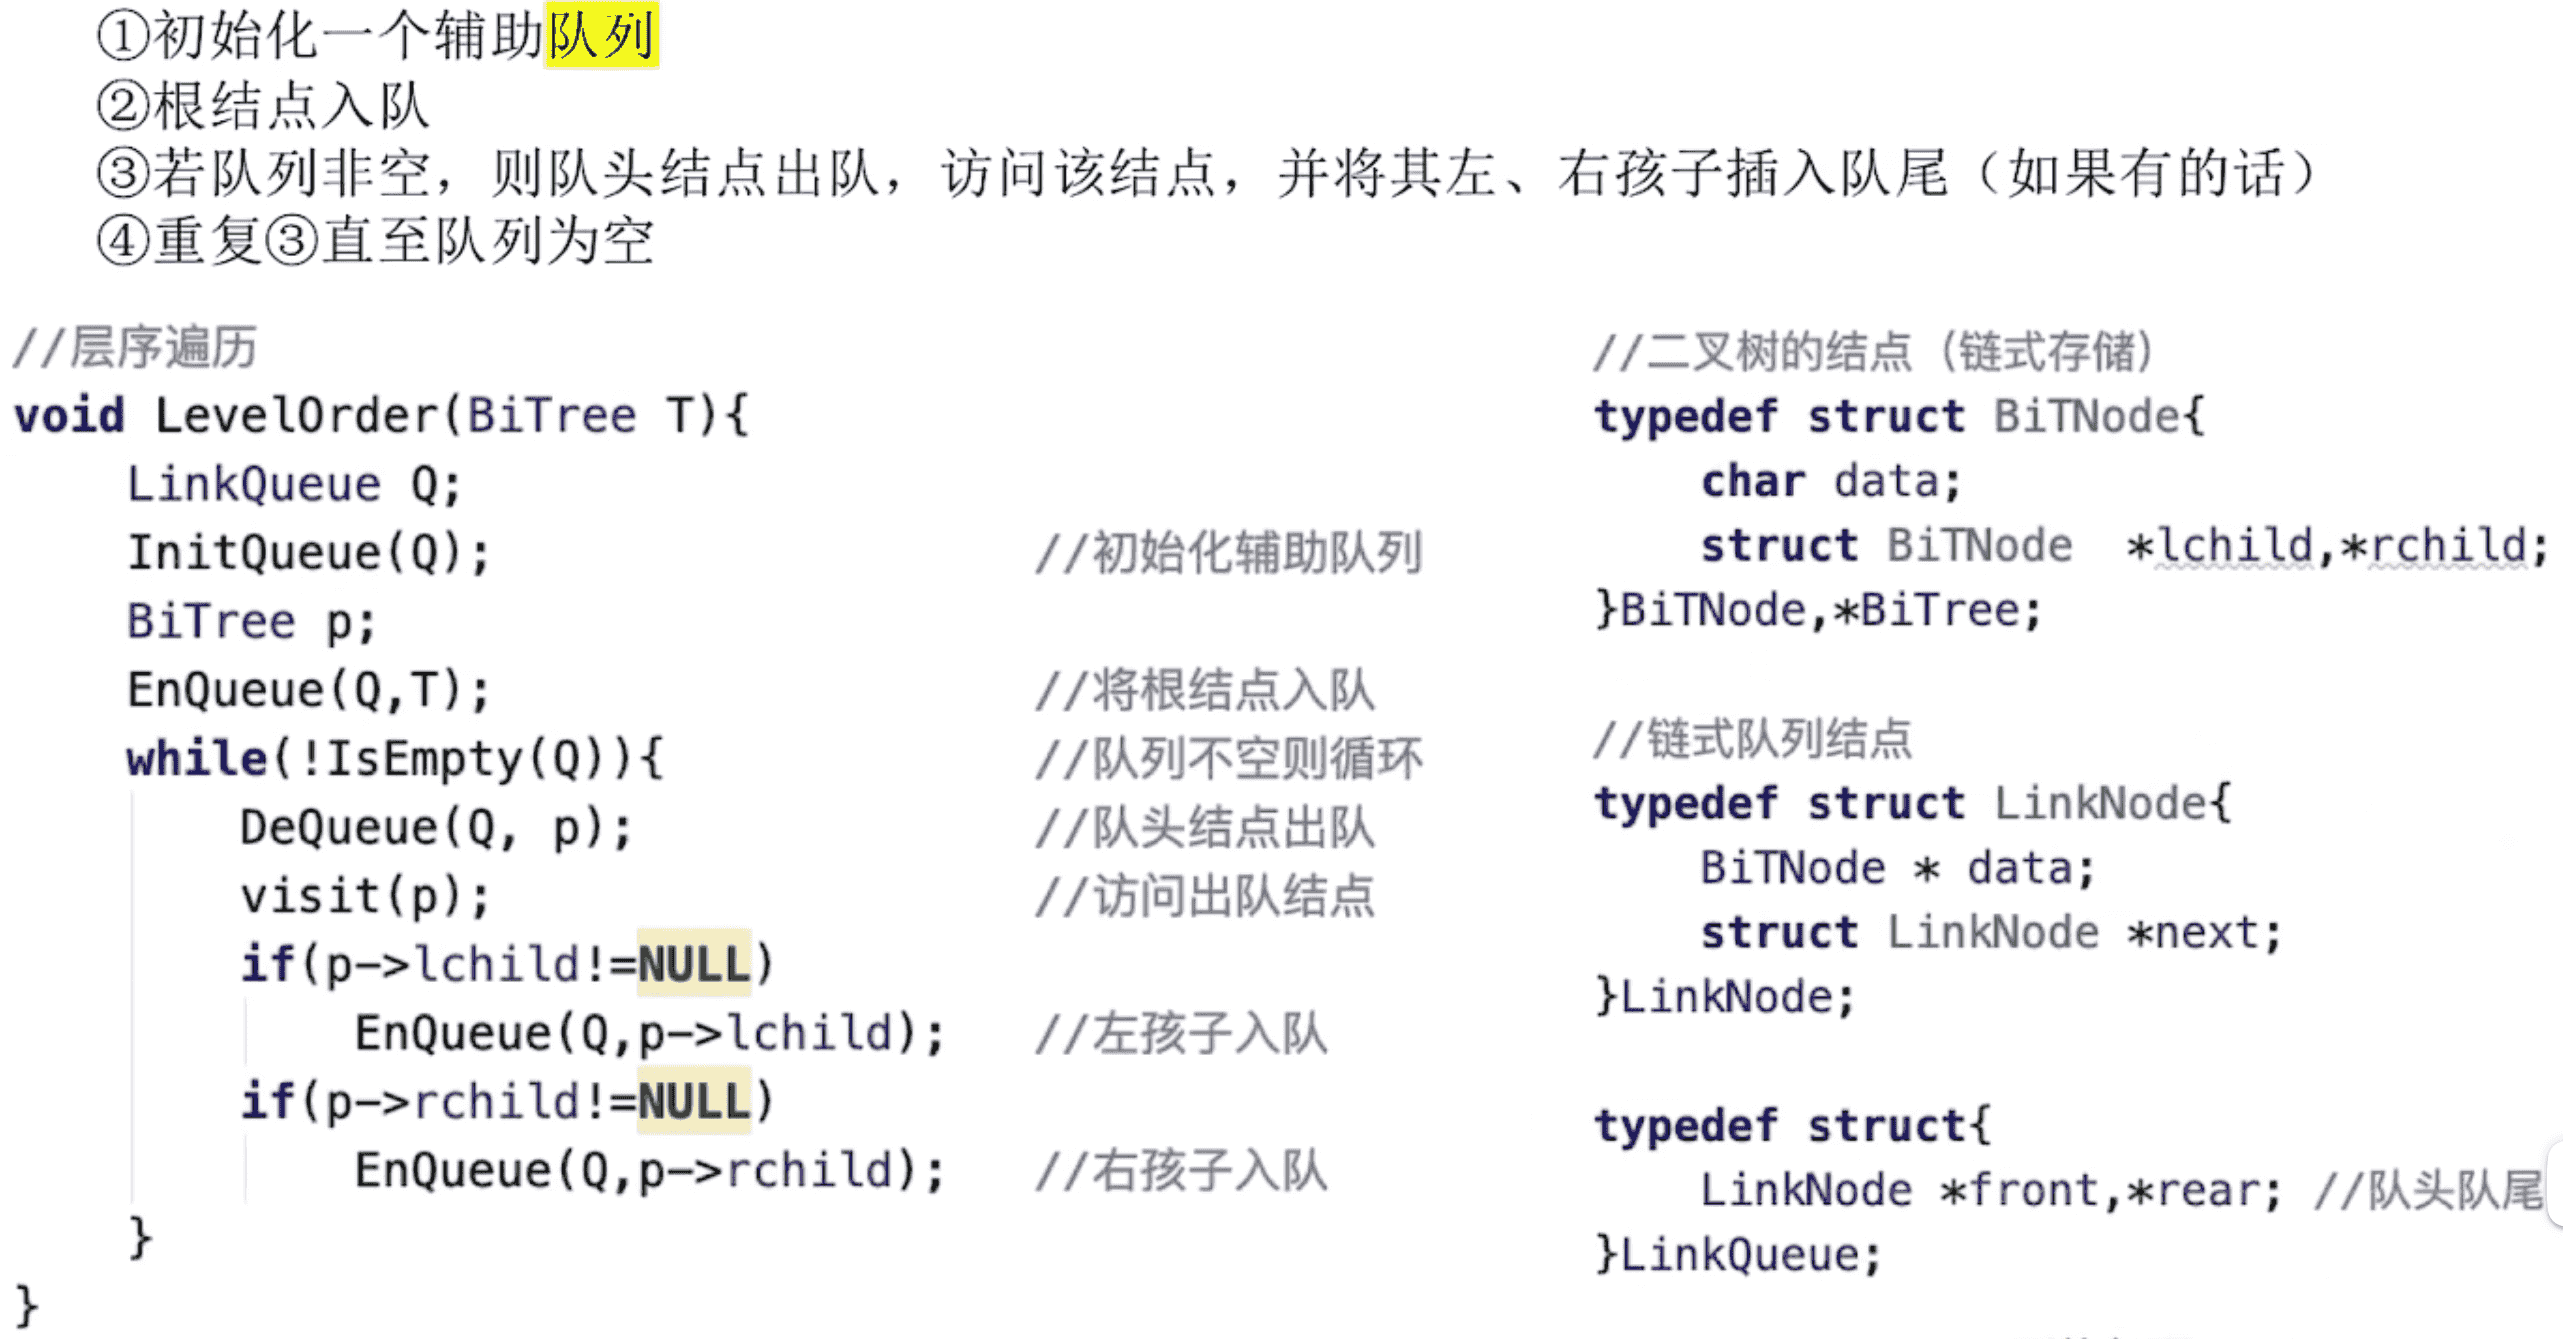 ①初始化一个辅助队列
②根结点入队
③若队列非空，则队头结点出队，访问该结点，并将其左、右孩子插入队尾（如果有的话）
④重复③直至队列为空
//层序遍历
void LevelOrder(BiTree T){
    LinkQueue Q;
    InitQueue(Q);                //初始化辅助队列
    BiTree p;
    EnQueue(Q,T);                //将根结点入队
    while(!IsEmpty(Q)){          //队列不空则循环
        DeQueue(Q, p);           //队头结点出队
        visit(p);                //访问出队结点
        if(p->lchild!=NULL)
            EnQueue(Q,p->lchild);   //左孩子入队
        if(p->rchild!=NULL)
            EnQueue(Q,p->rchild);   //右孩子入队
    }
}
//二叉树的结点（链式存储）
typedef struct BiTNode{
    char data;
    struct BiTNode  *lchild,*rchild;
}BiTNode,*BiTree;
//链式队列结点
typedef struct LinkNode{
    BiTNode * data;
    struct LinkNode *next;
}LinkNode;
typedef struct{
    LinkNode *front,*rear; //队头队尾
}LinkQueue;